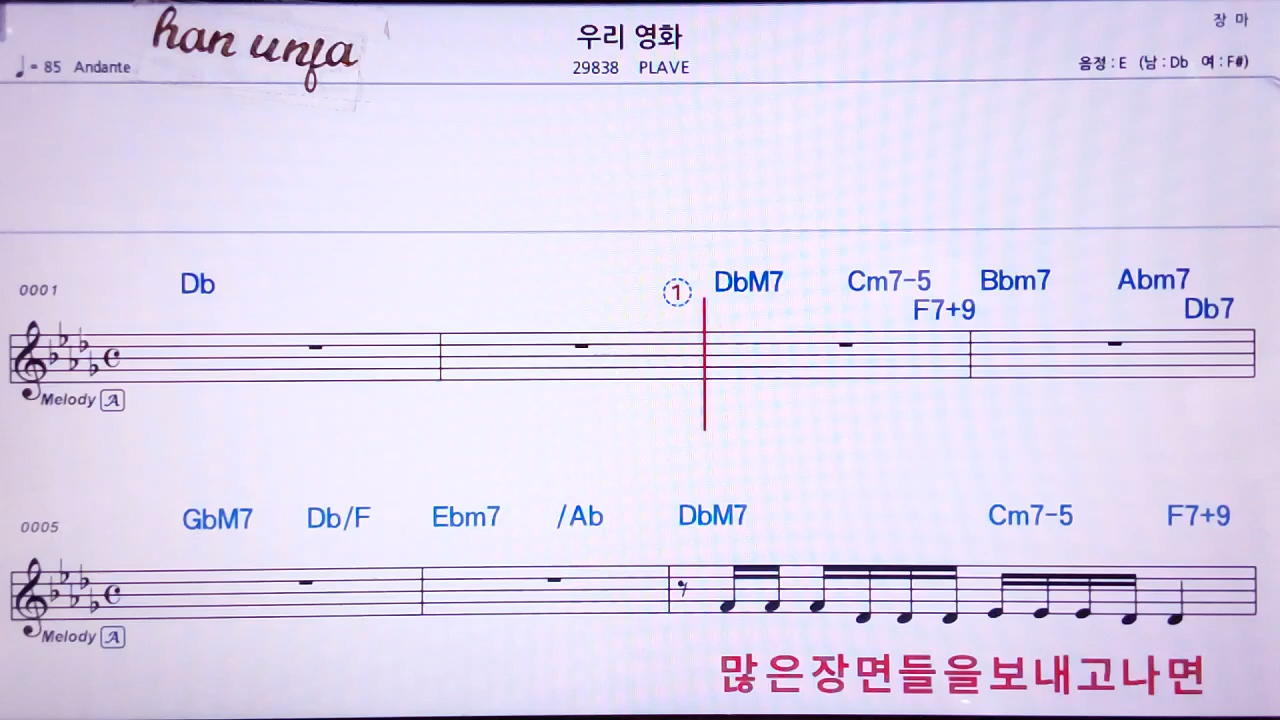 han unja
우리 영화
장 마
♩= 85 Andante
29838 PLAVE
음정 : E (남 : Db 여 : F#)
0001
Db
1
DbM7 Cm7-5 Bbm7 Abm7
F7+9 Db7
Melody A
0005
GbM7 Db/F Ebm7 /Ab DbM7 Cm7-5 F7+9
Melody A
많은장면들을보내고나면